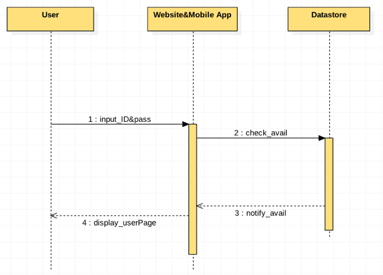 User
Website&Mobile App
Datastore
1 : input_ID&pass
2 : check_avail
3 : notify_avail
4 : display_userPage